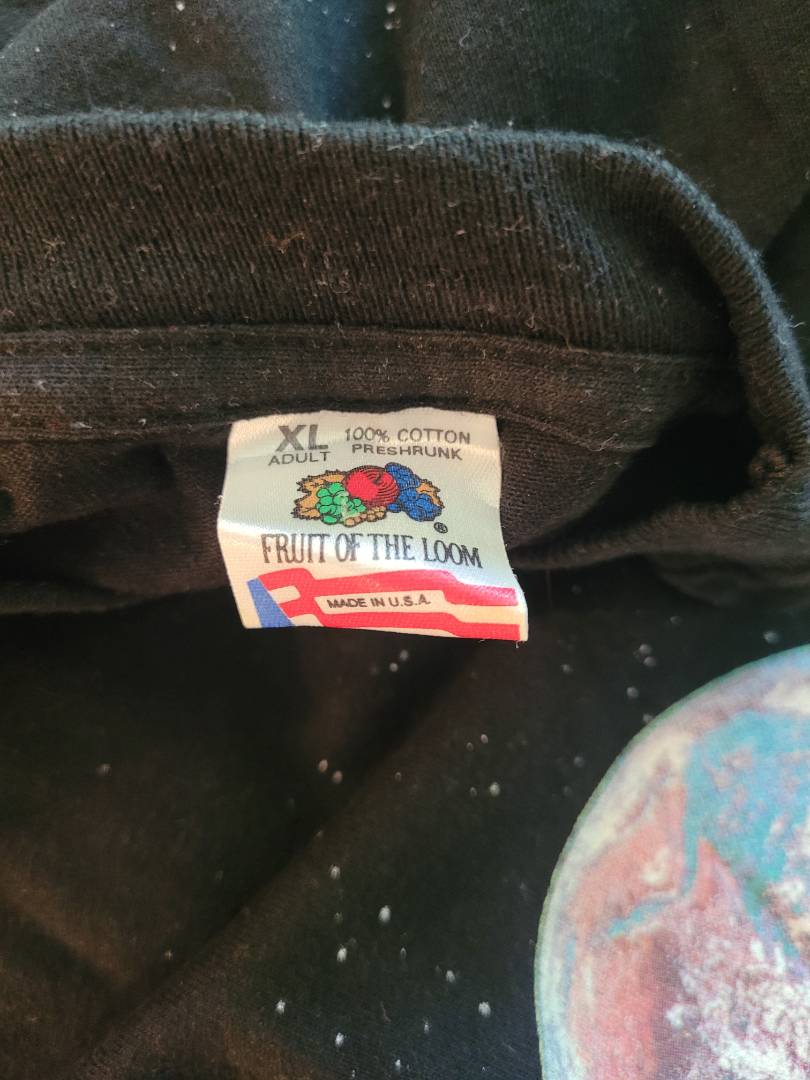 XL 100% COTTON
ADULT PRESHRUNK
®
FRUIT OF THE LOOM
MADE IN U.S.A.